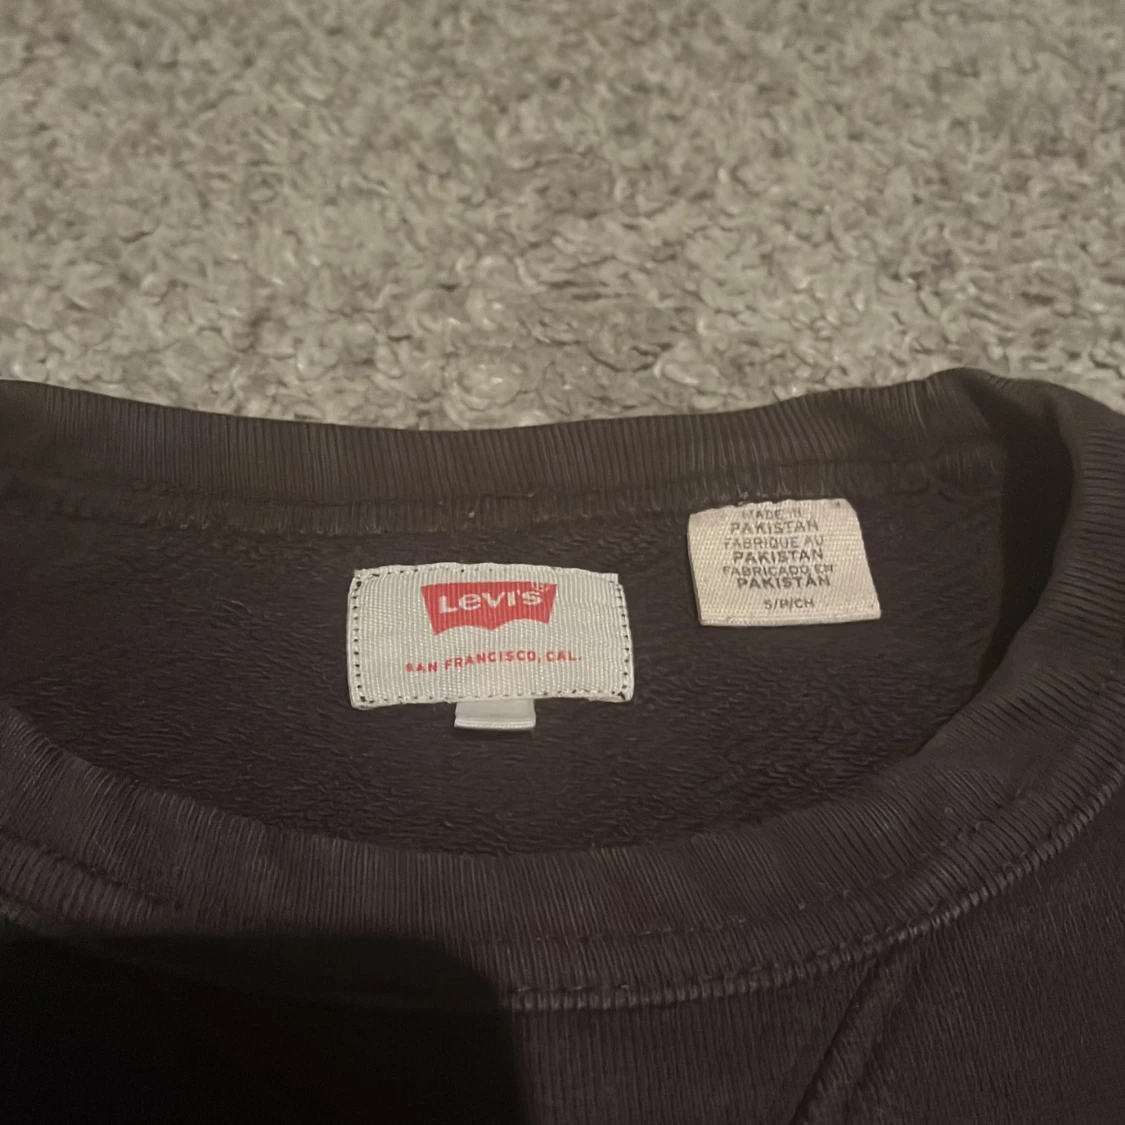 Levi's®
SAN FRANCISCO, CAL.
MADE IN
PAKISTAN
FABRIQUE AU
PAKISTAN
FABRICADO EN
PAKISTAN
S/P/CH